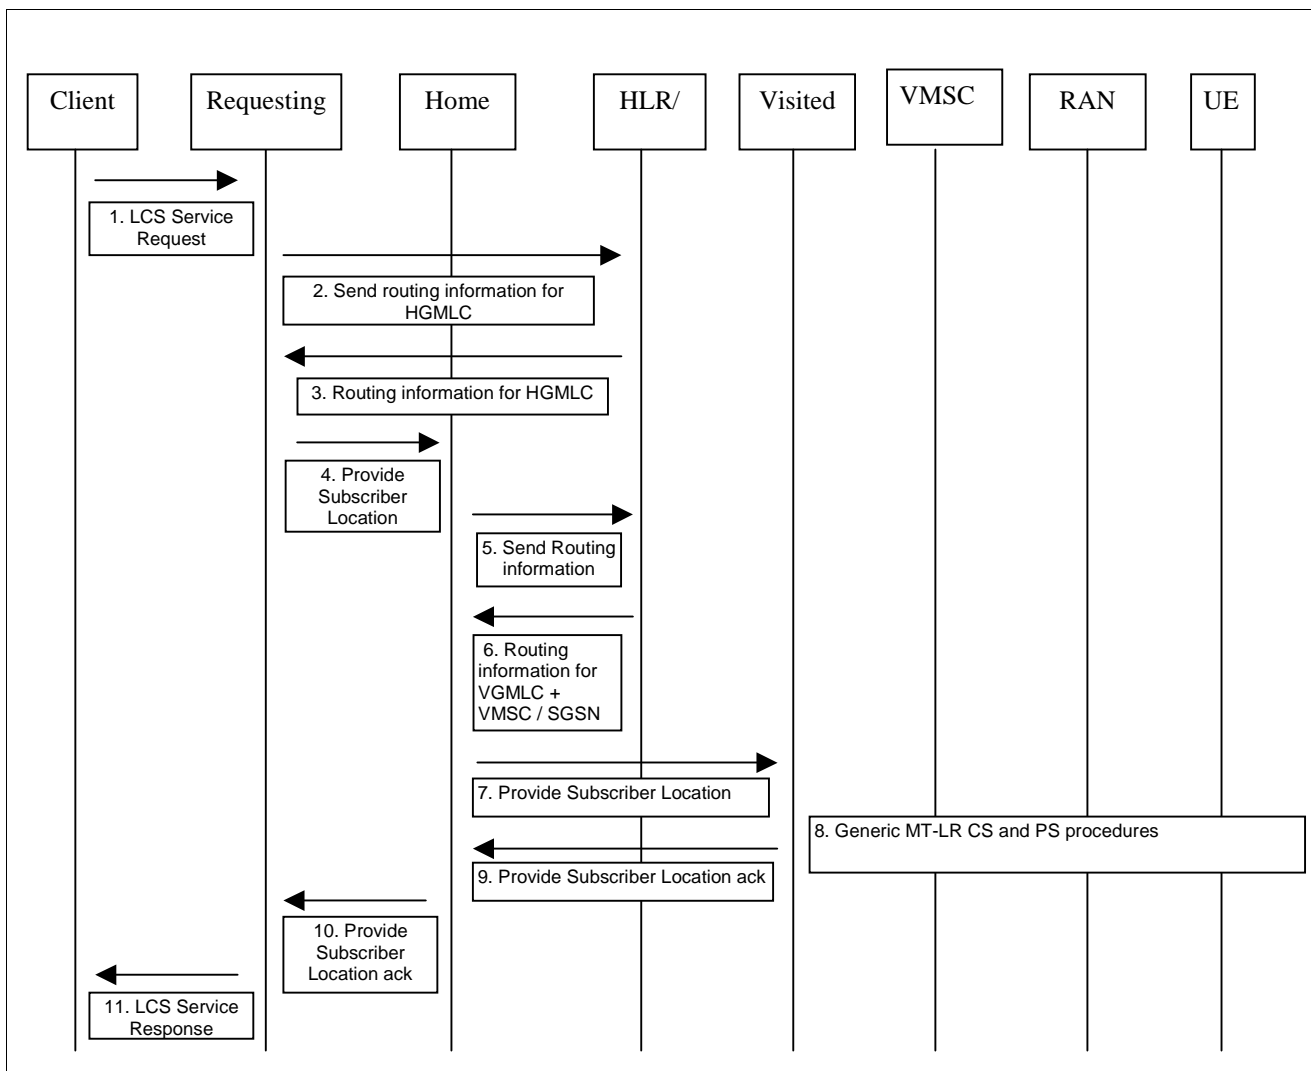 Client
Requesting
Home
HLR/
Visited
VMSC
RAN
UE
1. LCS Service
Request
2. Send routing information for
HGMLC
3. Routing information for HGMLC
4. Provide
Subscriber
Location
5. Send Routing
information
6. Routing
information for
VGMLC +
VMSC / SGSN
7. Provide Subscriber Location
8. Generic MT-LR CS and PS procedures
9. Provide Subscriber Location ack
10. Provide
Subscriber
Location ack
11. LCS Service
Response